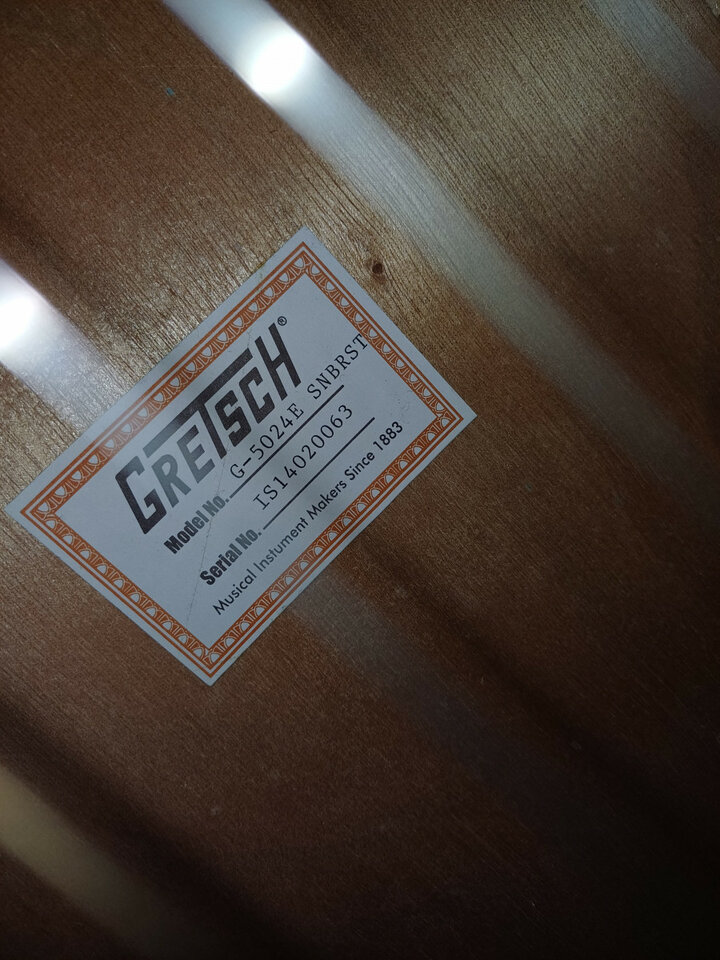 GRETSCH®
Model No. G-5024E SNBRST
Serial No. IS14020063
Musical Instument Makers Since 1883